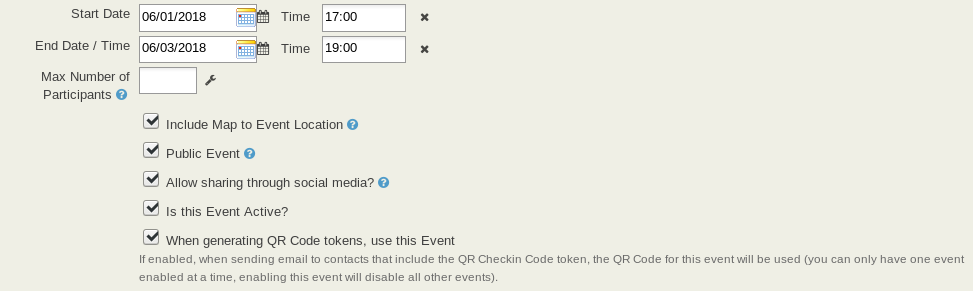 Start Date 06/01/2018 Time 17:00
End Date / Time 06/03/2018 Time 19:00
Max Number of
Participants
Include Map to Event Location
Public Event
Allow sharing through social media?
Is this Event Active?
When generating QR Code tokens, use this Event
If enabled, when sending email to contacts that include the QR Checkin Code token, the QR Code for this event will be used (you can only have one event
enabled at a time, enabling this event will disable all other events).